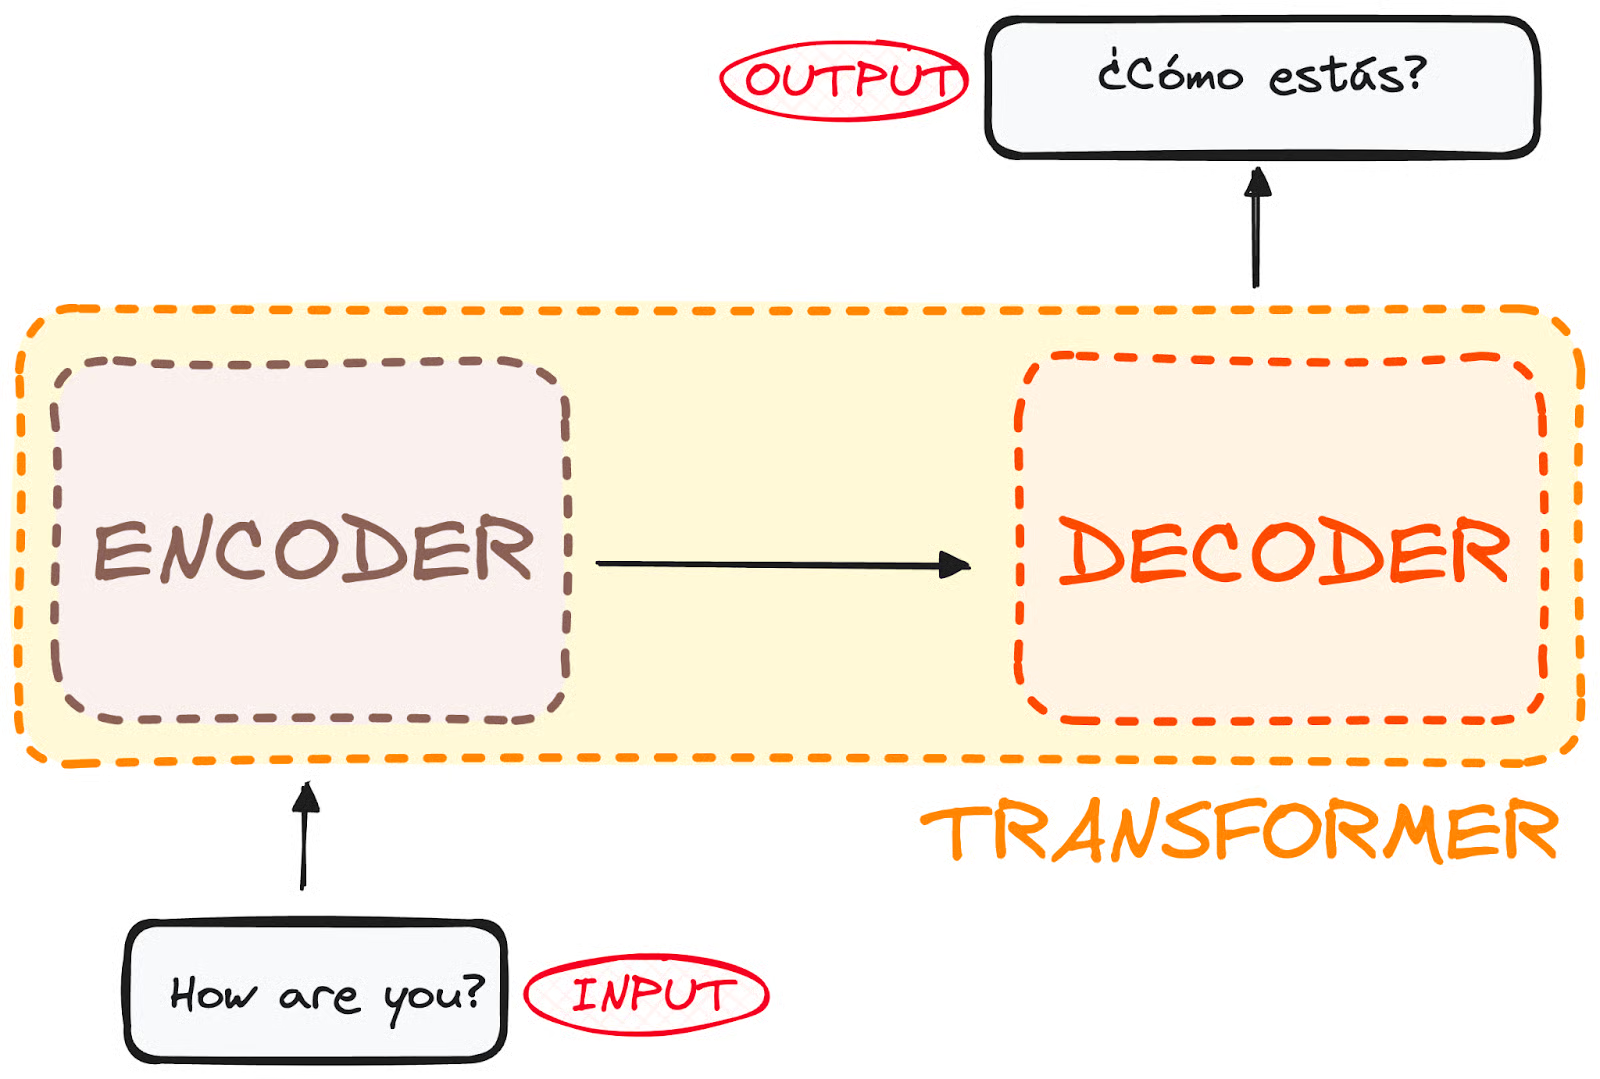 OUTPUT
¿Cómo estás?
ENCODER
DECODER
TRANSFORMER
How are you?
INPUT